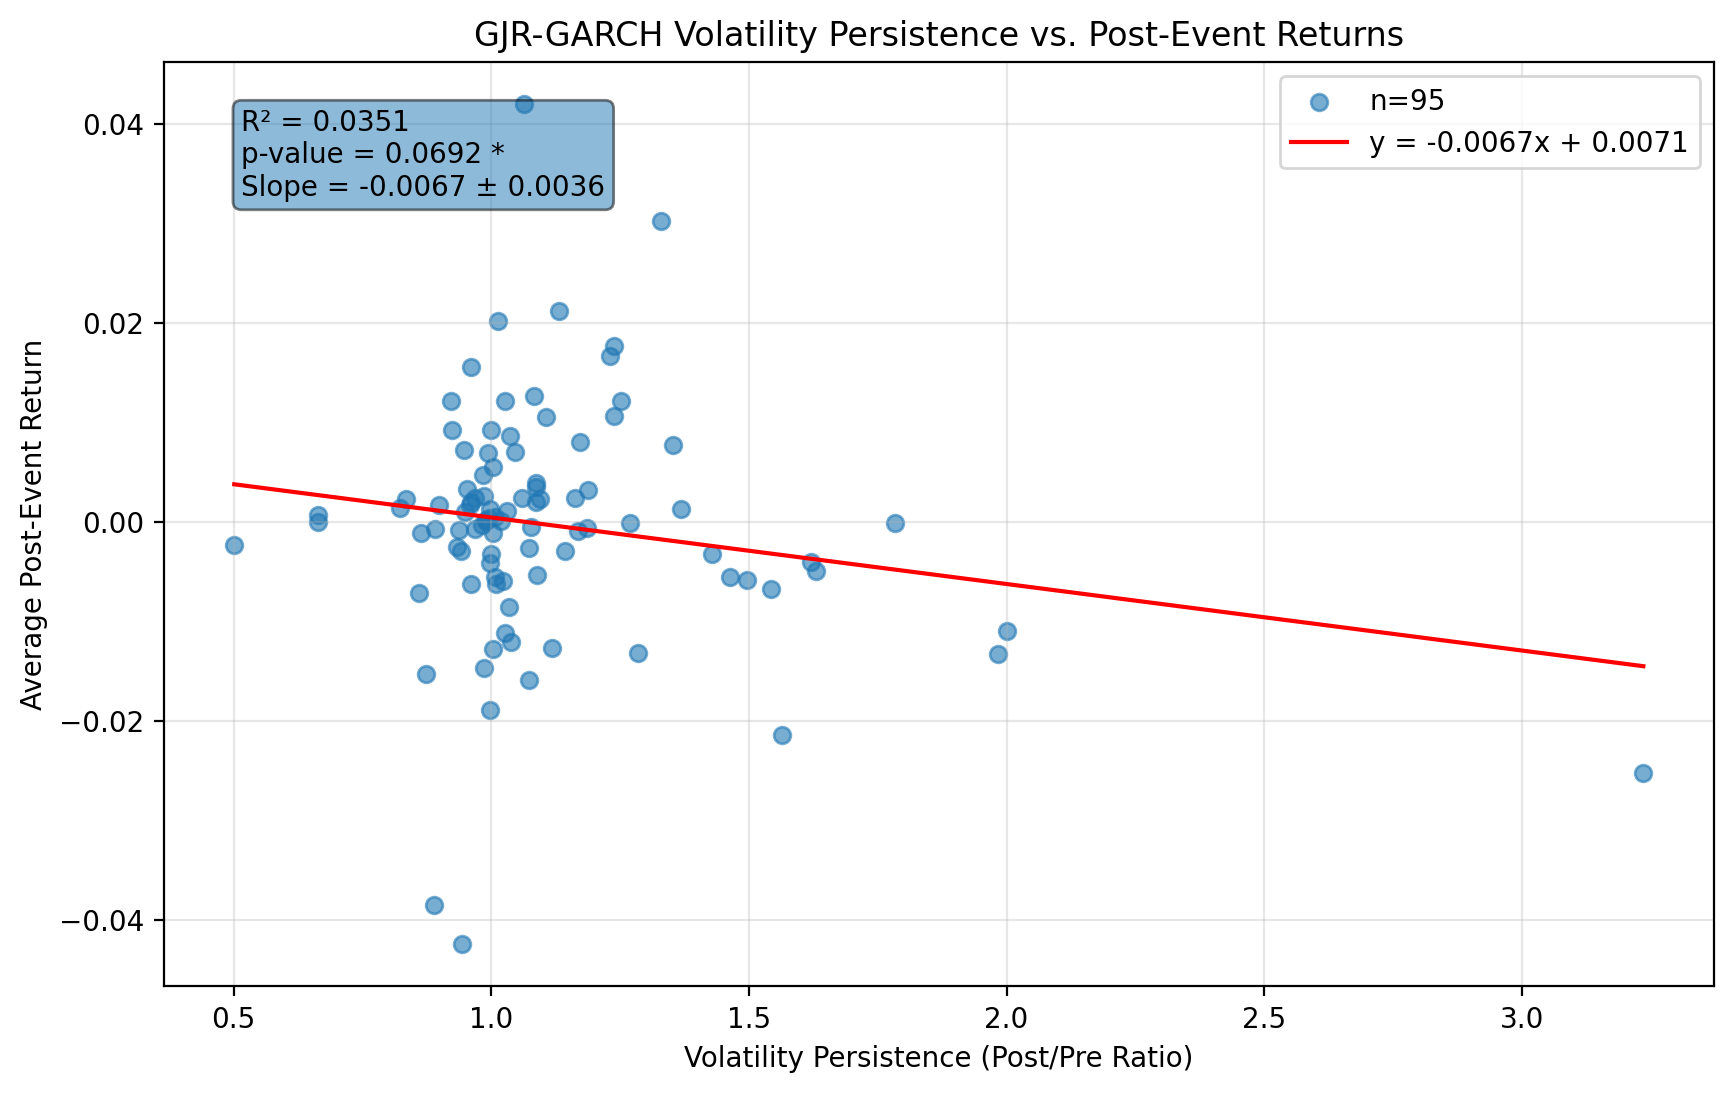 GJR-GARCH Volatility Persistence vs. Post-Event Returns
R² = 0.0351
p-value = 0.0692 *
Slope = -0.0067 ± 0.0036
n=95
y = -0.0067x + 0.0071
Average Post-Event Return
0.04
0.02
0.00
−0.02
−0.04
0.5 1.0 1.5 2.0 2.5 3.0
Volatility Persistence (Post/Pre Ratio)